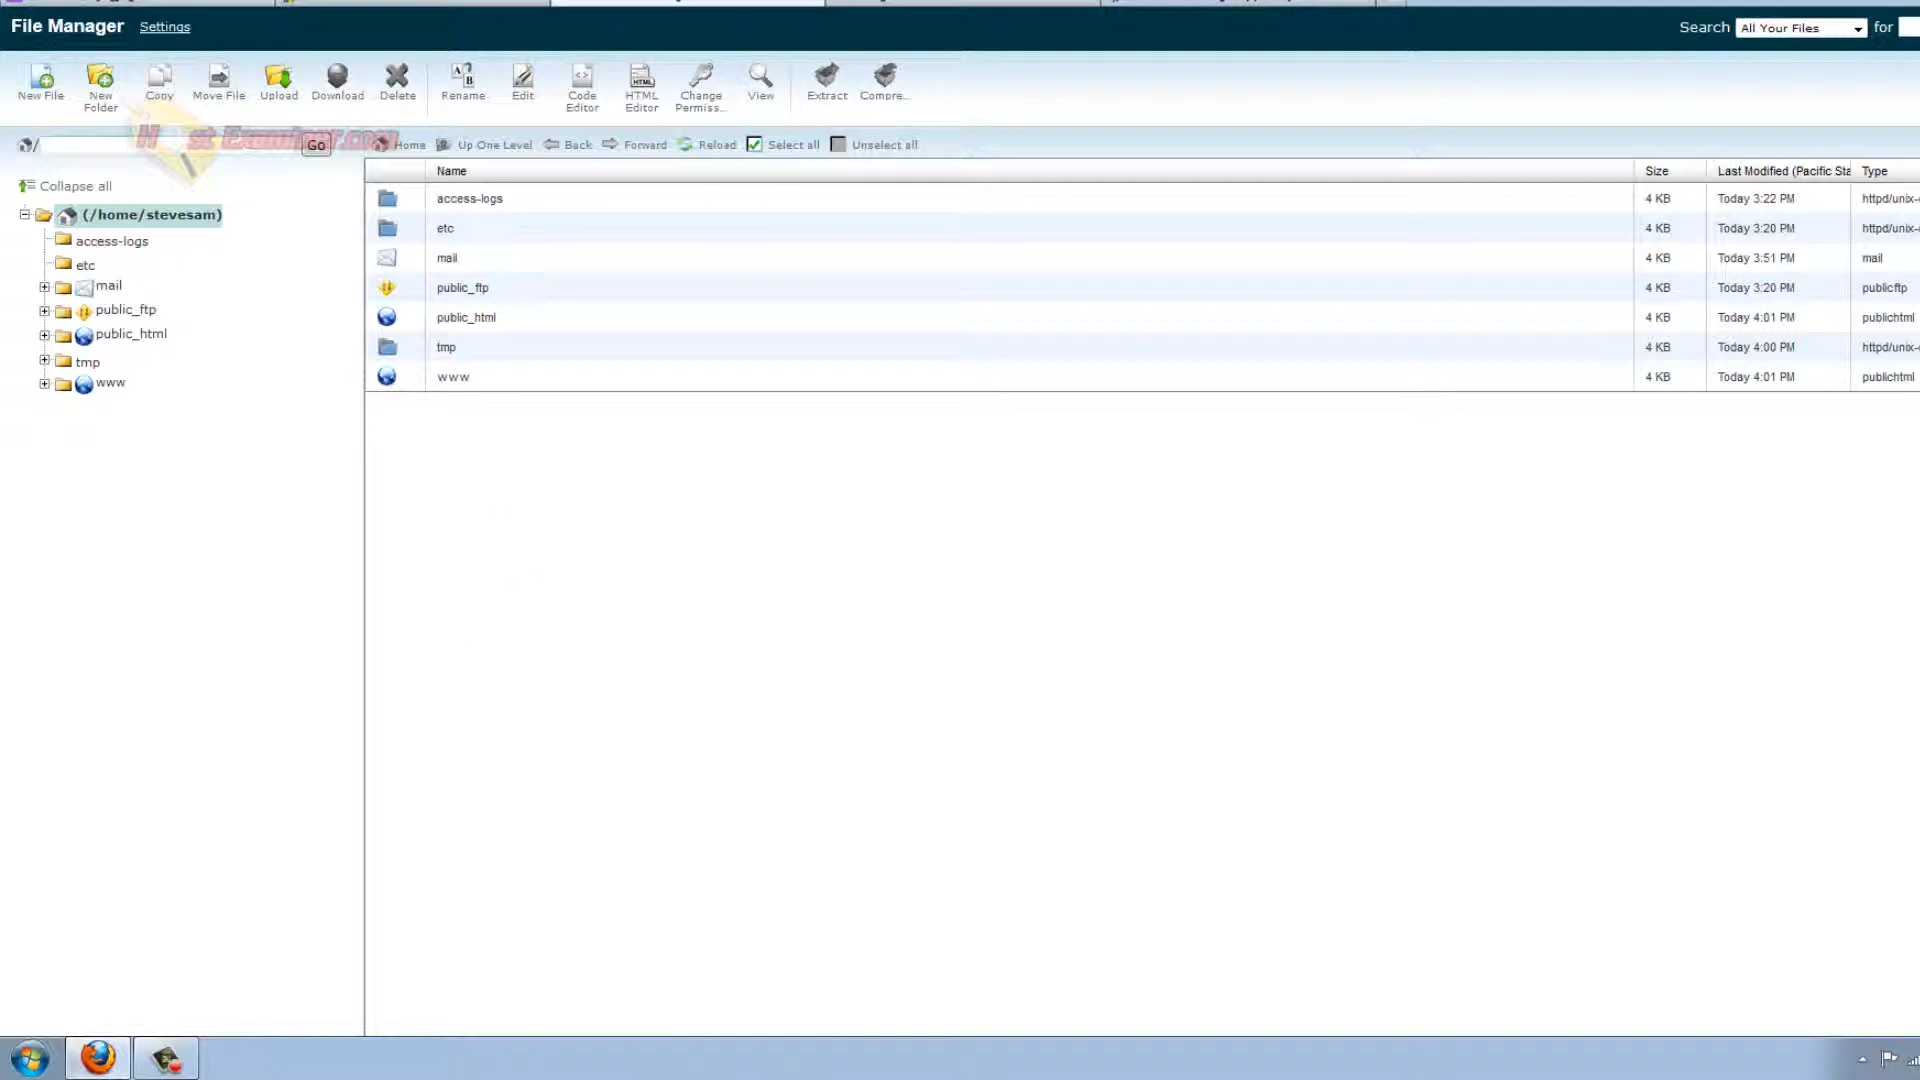 File Manager Settings Search All Your Files for
New File New Folder Copy Move File Upload Download Delete Rename Edit Code Editor HTML Editor Change Permiss... View Extract Compre...
/ Go Home Up One Level Back Forward Reload Select all Unselect all
Collapse all
(/home/stevesam)
access-logs
etc
mail
public_ftp
public_html
tmp
www
Name Size Last Modified (Pacific Sta Type
access-logs 4 KB Today 3:22 PM httpd/unix-
etc 4 KB Today 3:20 PM httpd/unix-
mail 4 KB Today 3:51 PM mail
public_ftp 4 KB Today 3:20 PM publicftp
public_html 4 KB Today 4:01 PM publichtml
tmp 4 KB Today 4:00 PM httpd/unix-
www 4 KB Today 4:01 PM publichtml